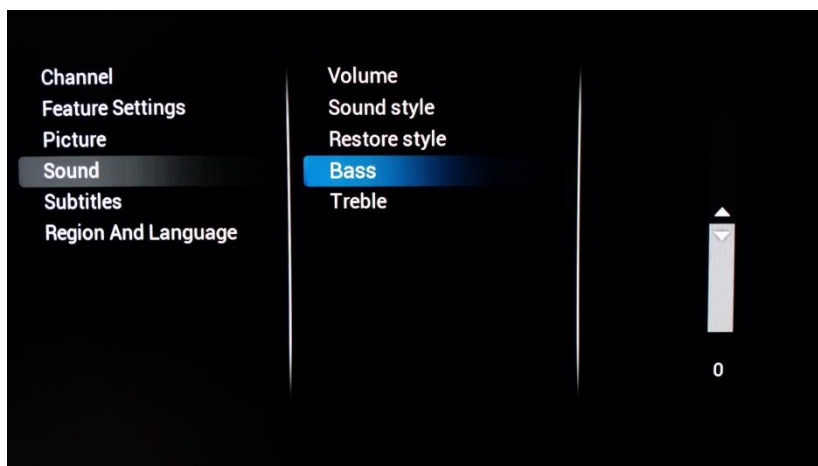 Channel
Feature Settings
Picture
Sound
Subtitles
Region And Language
Volume
Sound style
Restore style
Bass
Treble
0